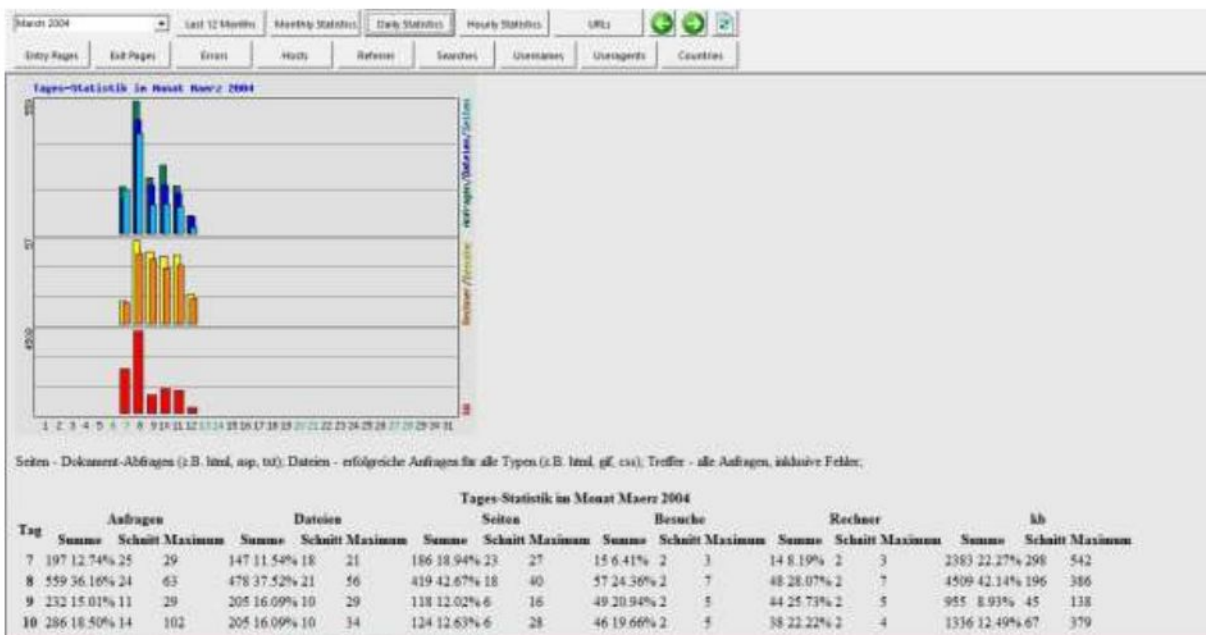 March 2004 Last 12 Months Monthly Statistics Daily Statistics Hourly Statistics URLs
Entry Pages Exit Pages Errors Hosts Referrer Searches Usernames Useragents Countries
Tages-Statistik im Monat Maerz 2004
559
Anfragen/Dateien/Seiten
57
Rechner/Besuche
4509
kb
1 2 3 4 5 6 7 8 9 10 11 12 13 14 15 16 17 18 19 20 21 22 23 24 25 26 27 28 29 30 31
Seiten - Dokument-Abfragen (z.B. html, asp, txt); Dateien - erfolgreiche Anfragen für alle Typen (z.B. html, gif, css); Treffer - alle Anfragen, inklusive Fehler;
Tages-Statistik im Monat Maerz 2004
Tag Anfragen Dateien Seiten Besuche Rechner kb
Summe Schnitt Maximum Summe Schnitt Maximum Summe Schnitt Maximum Summe Schnitt Maximum Summe Schnitt Maximum Summe Schnitt Maximum
7 197 12.74% 25 29 147 11.54% 18 21 186 18.94% 23 27 15 6.41% 2 3 14 8.19% 2 3 2383 22.27% 298 542
8 559 36.16% 24 63 478 37.52% 21 56 419 42.67% 18 40 57 24.36% 2 7 48 28.07% 2 7 4509 42.14% 196 386
9 232 15.01% 11 29 205 16.09% 10 29 118 12.02% 6 16 49 20.94% 2 5 44 25.73% 2 5 955 8.93% 45 138
10 286 18.50% 14 102 205 16.09% 10 34 124 12.63% 6 28 46 19.66% 2 5 38 22.22% 2 4 1336 12.49% 67 379